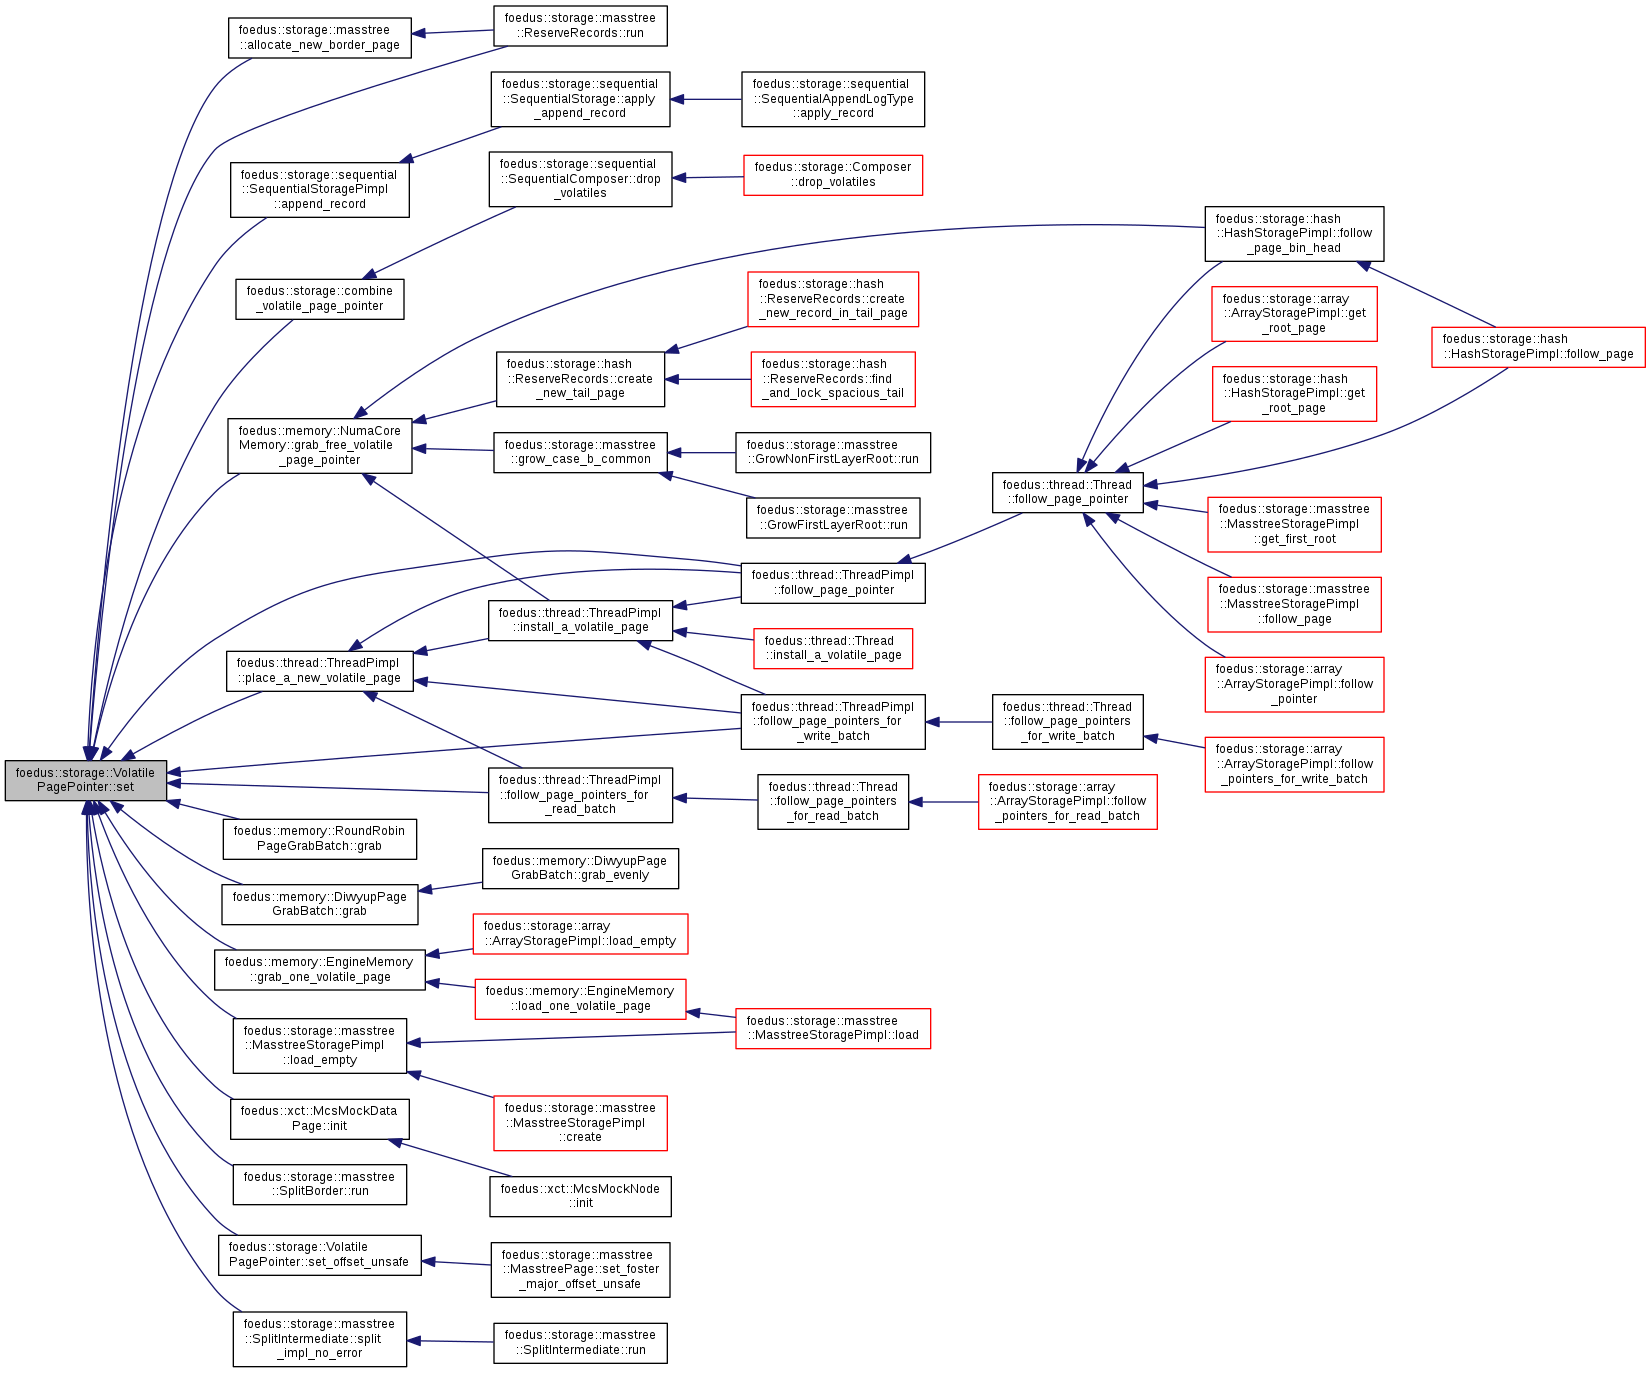 foedus::storage::Volatile
PagePointer::set
foedus::storage::masstree
::allocate_new_border_page
foedus::storage::masstree
::ReserveRecords::run
foedus::storage::sequential
::SequentialStoragePimpl
::append_record
foedus::storage::sequential
::SequentialStorage::apply
_append_record
foedus::storage::sequential
::SequentialAppendLogType
::apply_record
foedus::storage::combine
_volatile_page_pointer
foedus::storage::sequential
::SequentialComposer::drop
_volatiles
foedus::storage::Composer
::drop_volatiles
foedus::memory::NumaCore
Memory::grab_free_volatile
_page_pointer
foedus::storage::hash
::ReserveRecords::create
_new_tail_page
foedus::storage::hash
::ReserveRecords::create
_new_record_in_tail_page
foedus::storage::hash
::ReserveRecords::find
_and_lock_spacious_tail
foedus::storage::masstree
::grow_case_b_common
foedus::storage::masstree
::GrowNonFirstLayerRoot::run
foedus::storage::masstree
::GrowFirstLayerRoot::run
foedus::storage::hash
::HashStoragePimpl::follow
_page_bin_head
foedus::storage::hash
::HashStoragePimpl::follow_page
foedus::storage::array
::ArrayStoragePimpl::get
_root_page
foedus::storage::hash
::HashStoragePimpl::get
_root_page
foedus::thread::Thread
::follow_page_pointer
foedus::storage::masstree
::MasstreeStoragePimpl
::get_first_root
foedus::storage::masstree
::MasstreeStoragePimpl
::follow_page
foedus::storage::array
::ArrayStoragePimpl::follow
_pointer
foedus::thread::ThreadPimpl
::follow_page_pointer
foedus::thread::ThreadPimpl
::install_a_volatile_page
foedus::thread::Thread
::install_a_volatile_page
foedus::thread::ThreadPimpl
::place_a_new_volatile_page
foedus::thread::ThreadPimpl
::follow_page_pointers_for
_write_batch
foedus::thread::Thread
::follow_page_pointers
_for_write_batch
foedus::storage::array
::ArrayStoragePimpl::follow
_pointers_for_write_batch
foedus::thread::ThreadPimpl
::follow_page_pointers_for
_read_batch
foedus::thread::Thread
::follow_page_pointers
_for_read_batch
foedus::storage::array
::ArrayStoragePimpl::follow
_pointers_for_read_batch
foedus::memory::RoundRobin
PageGrabBatch::grab
foedus::memory::DivvyupPage
GrabBatch::grab
foedus::memory::DivvyupPage
GrabBatch::grab_evenly
foedus::memory::EngineMemory
::grab_one_volatile_page
foedus::storage::array
::ArrayStoragePimpl::load_empty
foedus::memory::EngineMemory
::load_one_volatile_page
foedus::storage::masstree
::MasstreeStoragePimpl::load
foedus::storage::masstree
::MasstreeStoragePimpl
::load_empty
foedus::storage::masstree
::MasstreeStoragePimpl
::create
foedus::xct::McsMockData
Page::init
foedus::xct::McsMockNode
::init
foedus::storage::masstree
::SplitBorder::run
foedus::storage::Volatile
PagePointer::set_offset_unsafe
foedus::storage::masstree
::MasstreePage::set_foster
_major_offset_unsafe
foedus::storage::masstree
::SplitIntermediate::split
_impl_no_error
foedus::storage::masstree
::SplitIntermediate::run